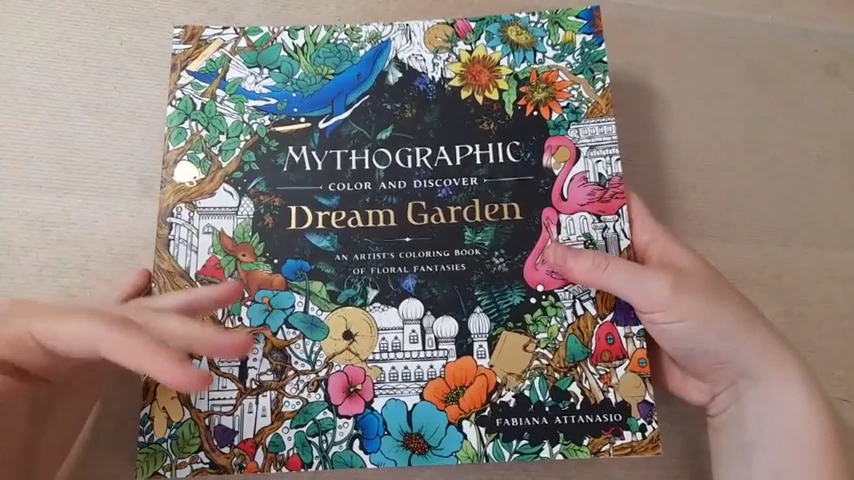 MYTHOGRAPHIC
COLOR AND DISCOVER
Dream Garden
AN ARTIST'S COLORING BOOK
OF FLORAL FANTASIES
FABIANA ATTANASIO